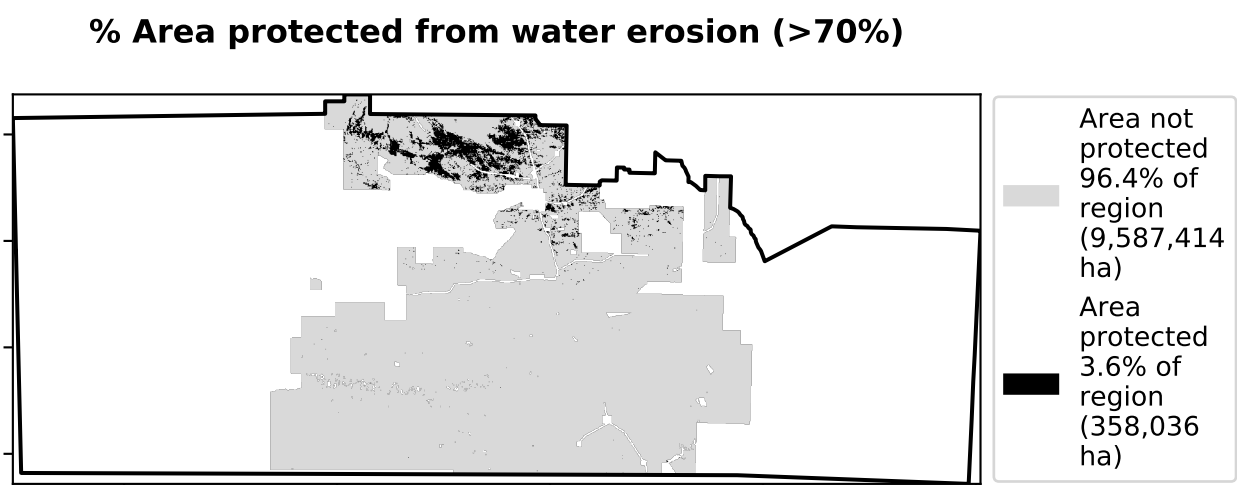 % Area protected from water erosion (>70%)
Area not
protected
96.4% of
region
(9,587,414
ha)
Area
protected
3.6% of
region
(358,036
ha)